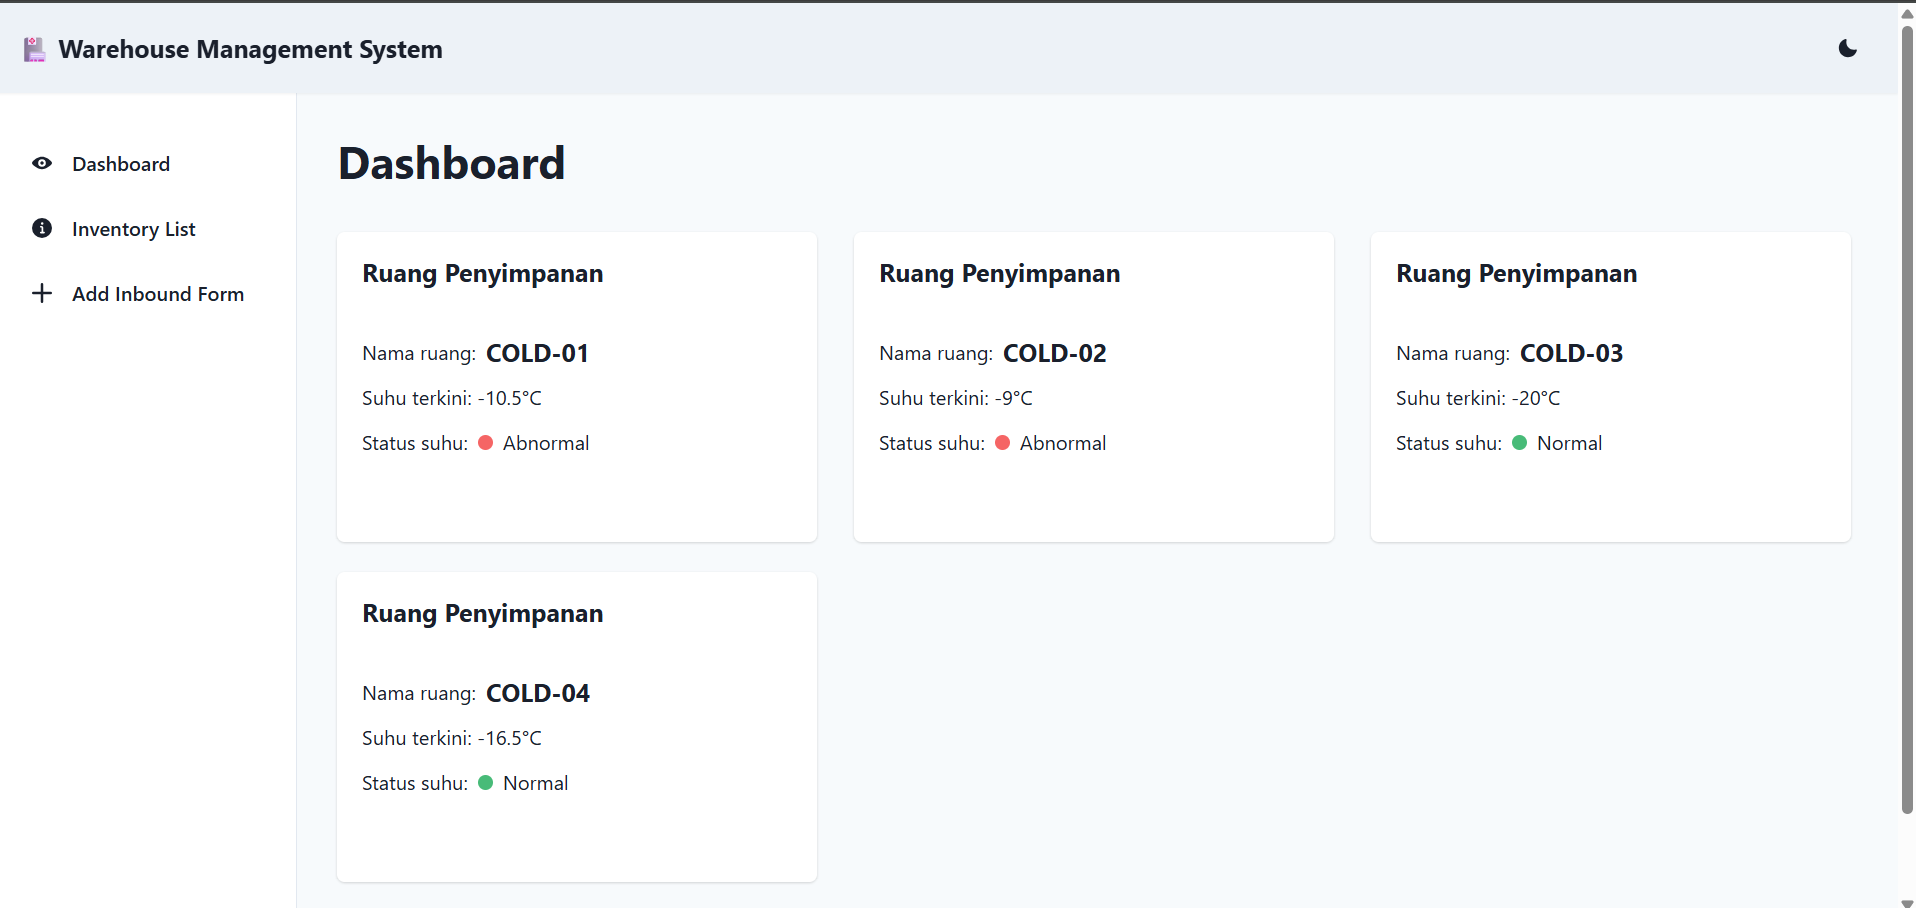 Warehouse Management System
Dashboard
Inventory List
Add Inbound Form
Dashboard
Ruang Penyimpanan
Nama ruang: COLD-01
Suhu terkini: -10.5°C
Status suhu: Abnormal
Ruang Penyimpanan
Nama ruang: COLD-02
Suhu terkini: -9°C
Status suhu: Abnormal
Ruang Penyimpanan
Nama ruang: COLD-03
Suhu terkini: -20°C
Status suhu: Normal
Ruang Penyimpanan
Nama ruang: COLD-04
Suhu terkini: -16.5°C
Status suhu: Normal